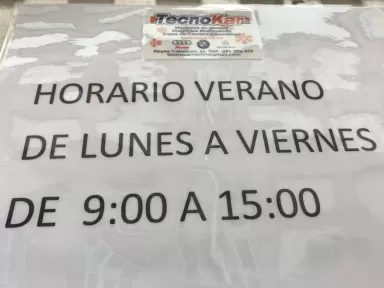 TecnoKar
HORARIO VERANO
DE LUNES A VIERNES
DE 9:00 A 15:00